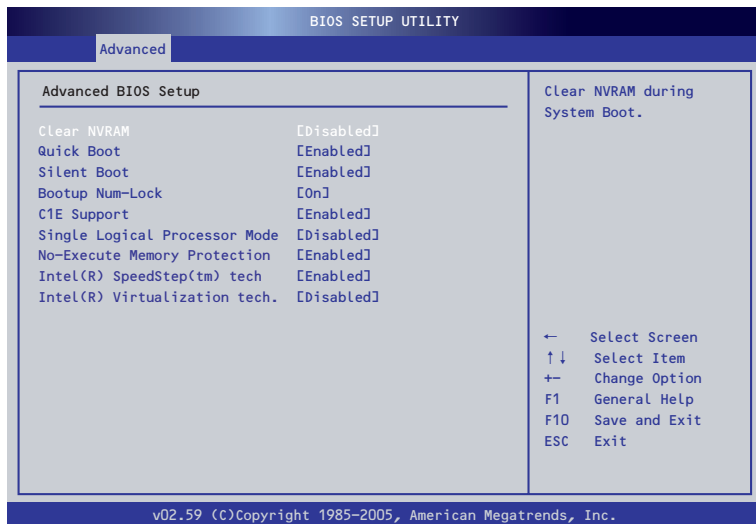 BIOS SETUP UTILITY
Advanced
Advanced BIOS Setup
Clear NVRAM [Disabled]
Quick Boot [Enabled]
Silent Boot [Enabled]
Bootup Num-Lock [On]
C1E Support [Enabled]
Single Logical Processor Mode [Disabled]
No-Execute Memory Protection [Enabled]
Intel(R) SpeedStep(tm) tech [Enabled]
Intel(R) Virtualization tech. [Disabled]
Clear NVRAM during
System Boot.
← Select Screen
↑↓ Select Item
+- Change Option
F1 General Help
F10 Save and Exit
ESC Exit
v02.59 (C)Copyright 1985-2005, American Megatrends, Inc.